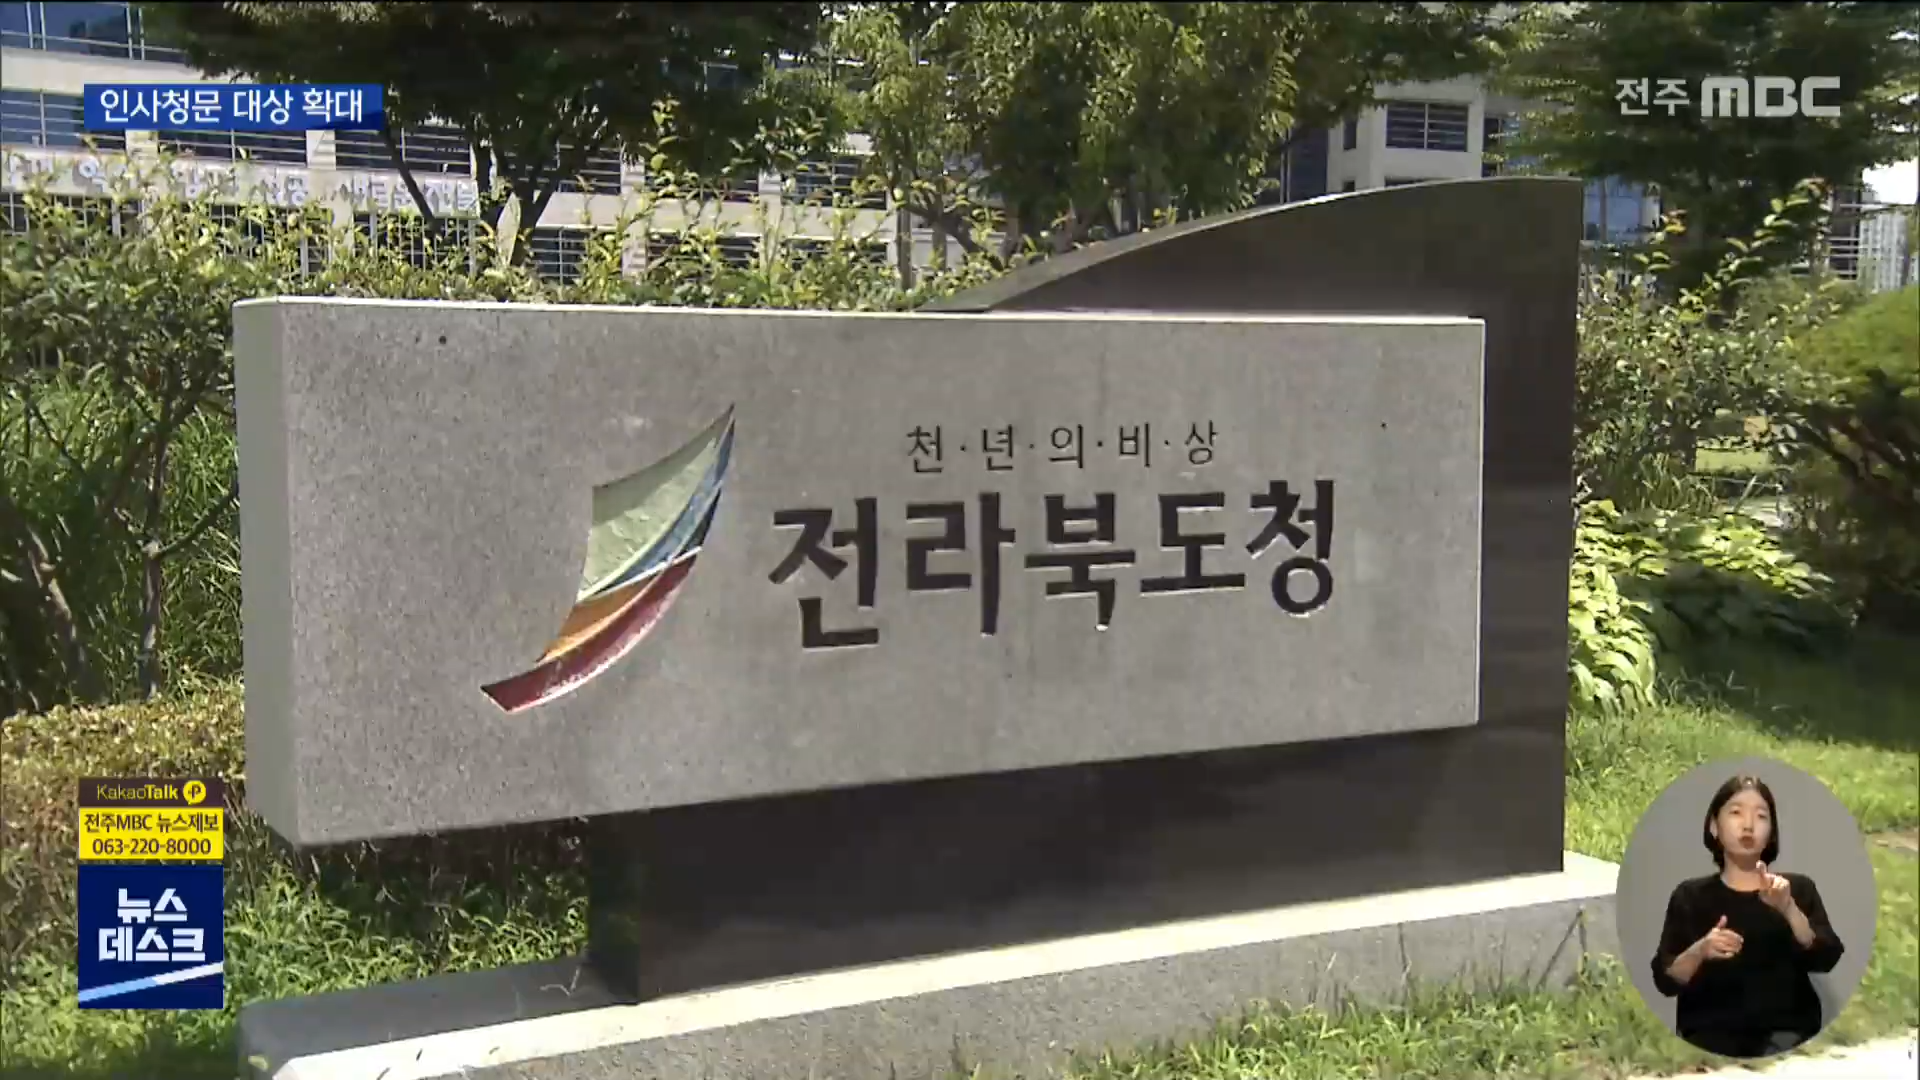 인사청문 대상 확대
전주 MBC
천·년·의·비·상
전라북도청
KakaoTalk P
전주MBC 뉴스제보
063-220-8000
뉴스
데스크